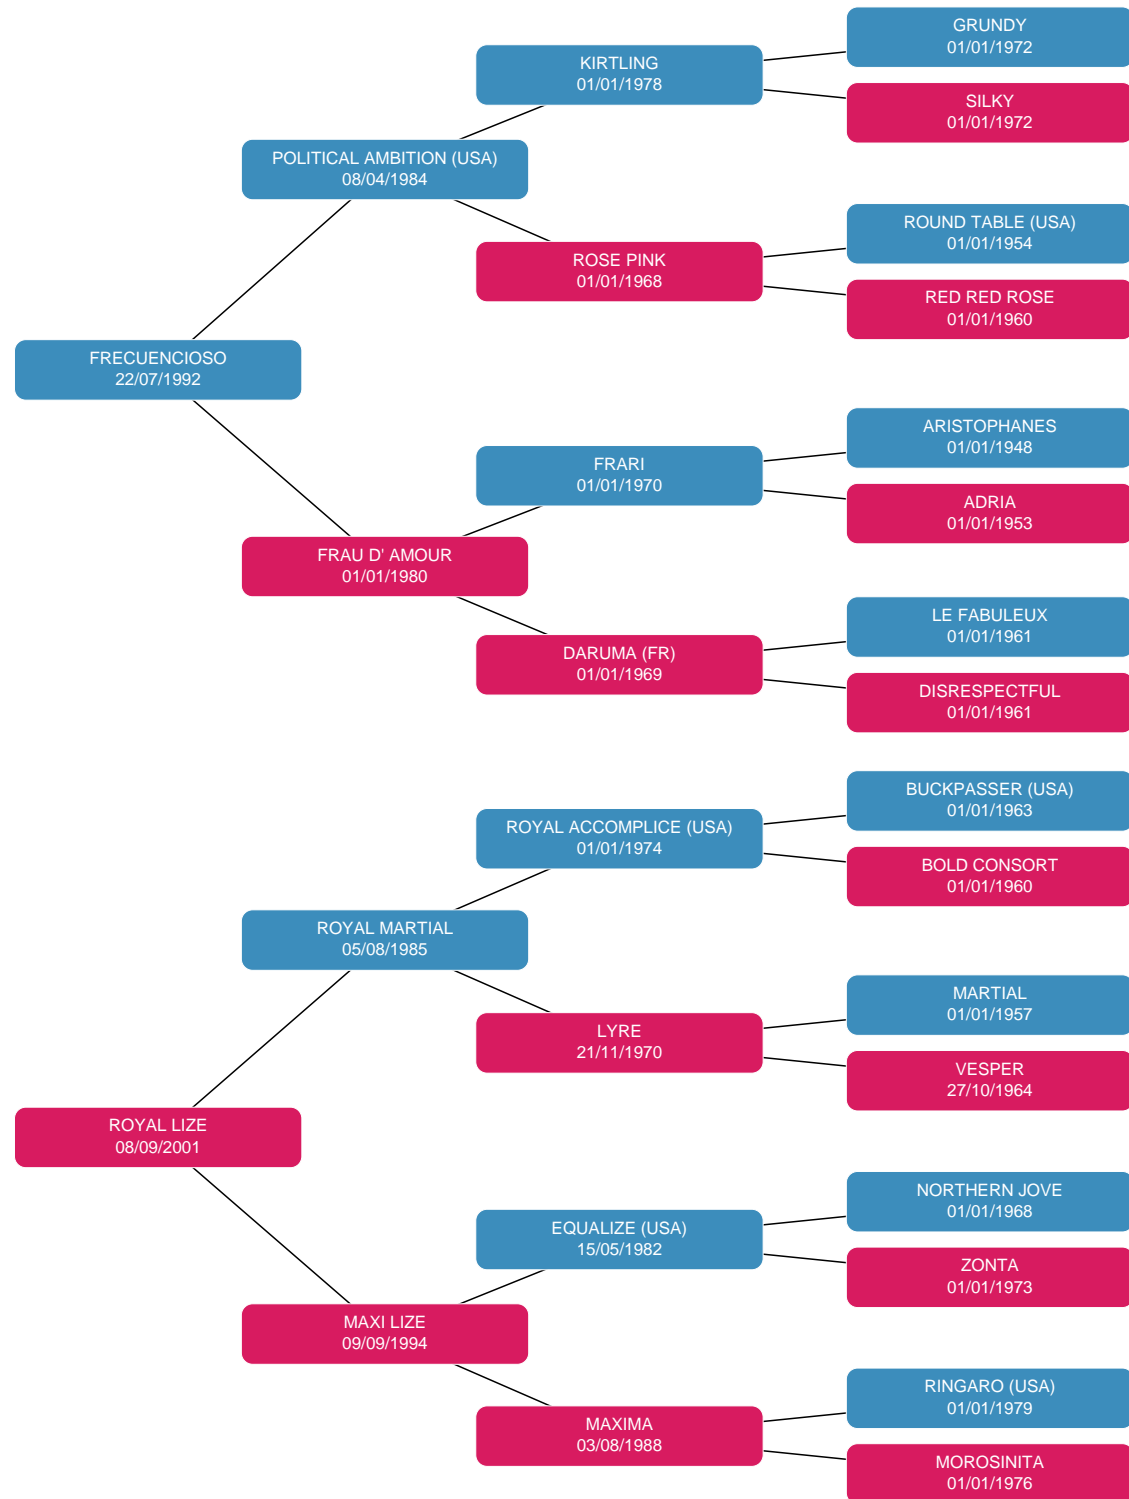 GRUNDY
01/01/1972
KIRTLING
01/01/1978
SILKY
01/01/1972
POLITICAL AMBITION (USA)
08/04/1984
ROUND TABLE (USA)
01/01/1954
ROSE PINK
01/01/1968
RED RED ROSE
01/01/1960
FRECUENCIOSO
22/07/1992
ARISTOPHANES
01/01/1948
FRARI
01/01/1970
ADRIA
01/01/1953
FRAU D' AMOUR
01/01/1980
LE FABULEUX
01/01/1961
DARUMA (FR)
01/01/1969
DISRESPECTFUL
01/01/1961
BUCKPASSER (USA)
01/01/1963
ROYAL ACCOMPLICE (USA)
01/01/1974
BOLD CONSORT
01/01/1960
ROYAL MARTIAL
05/08/1985
MARTIAL
01/01/1957
LYRE
21/11/1970
VESPER
27/10/1964
ROYAL LIZE
08/09/2001
NORTHERN JOVE
01/01/1968
EQUALIZE (USA)
15/05/1982
ZONTA
01/01/1973
MAXI LIZE
09/09/1994
RINGARO (USA)
01/01/1979
MAXIMA
03/08/1988
MOROSINITA
01/01/1976